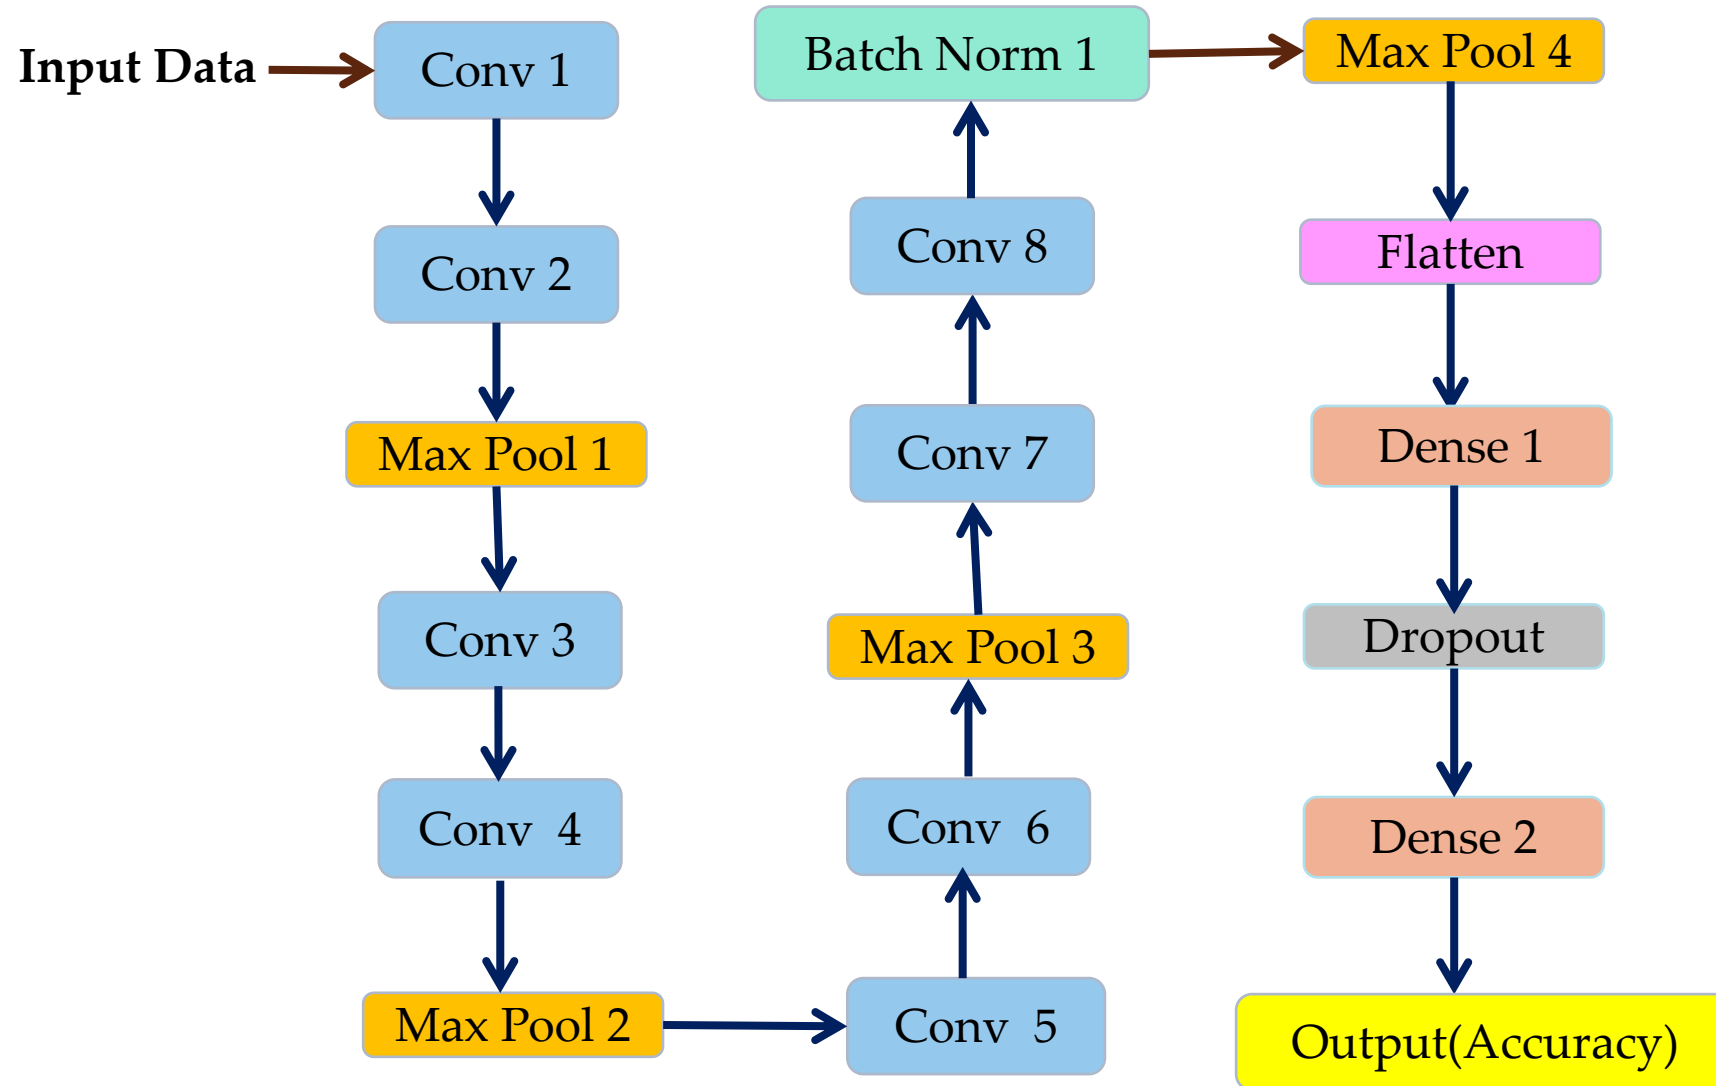 Input Data
Conv 1
Conv 2
Max Pool 1
Conv 3
Conv  4
Max Pool 2
Conv  5
Conv  6
Max Pool 3
Conv 7
Conv 8
Batch Norm 1
Max Pool 4
Flatten
Dense 1
Dropout
Dense 2
Output(Accuracy)